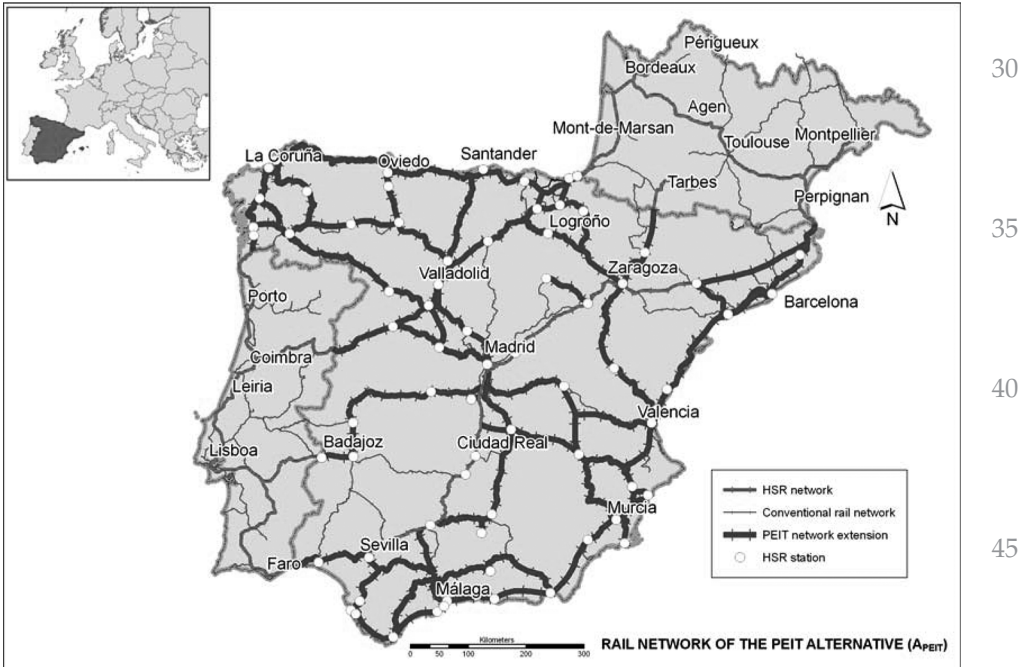 Périgueux
Bordeaux
Agen
Mont-de-Marsan
Toulouse
Montpellier
Tarbes
Perpignan
N
La Coruña
Oviedo
Santander
Logroño
Valladolid
Zaragoza
Barcelona
Porto
Madrid
Coimbra
Leiria
Valencia
Badajoz
Ciudad Real
Lisboa
Murcia
Sevilla
Faro
Málaga
HSR network
Conventional rail network
PEIT network extension
HSR station
Kilometers
0 50 100 200 300
RAIL NETWORK OF THE PEIT ALTERNATIVE (APEIT)
30
35
40
45